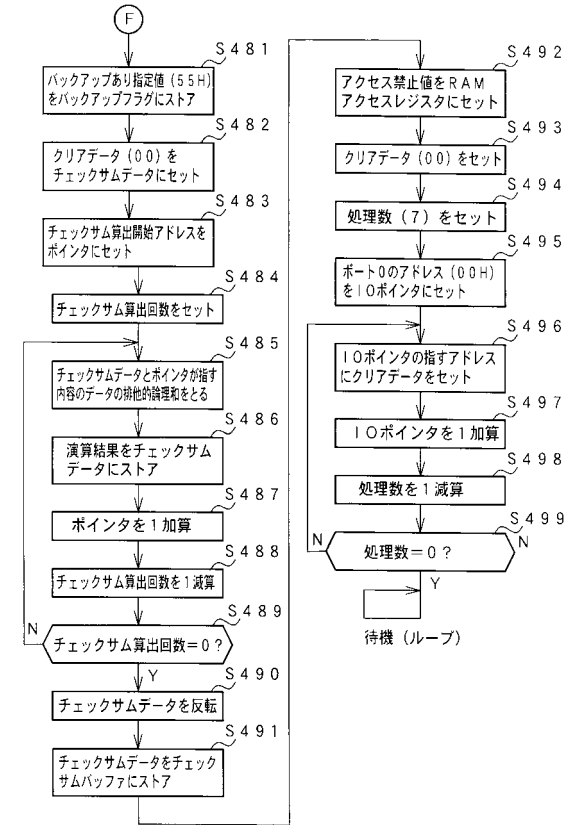 F
S481
バックアップあり指定値（55H）
をバックアップフラグにストア
S482
クリアデータ（00）を
チェックサムデータにセット
S483
チェックサム算出開始アドレスを
ポインタにセット
S484
チェックサム算出回数をセット
S485
チェックサムデータとポインタが指す
内容のデータの排他的論理和をとる
S486
演算結果をチェックサム
データにストア
S487
ポインタを1加算
S488
チェックサム算出回数を1減算
S489
N
チェックサム算出回数=0?
Y
S490
チェックサムデータを反転
S491
チェックサムデータをチェック
サムバッファにストア
S492
アクセス禁止値をRAM
アクセスレジスタにセット
S493
クリアデータ（00）をセット
S494
処理数（7）をセット
S495
ポート0のアドレス（00H）
をIOポインタにセット
S496
IOポインタの指すアドレス
にクリアデータをセット
S497
IOポインタを1加算
S498
処理数を1減算
S499
N
処理数=0?
N
Y
待機（ループ）